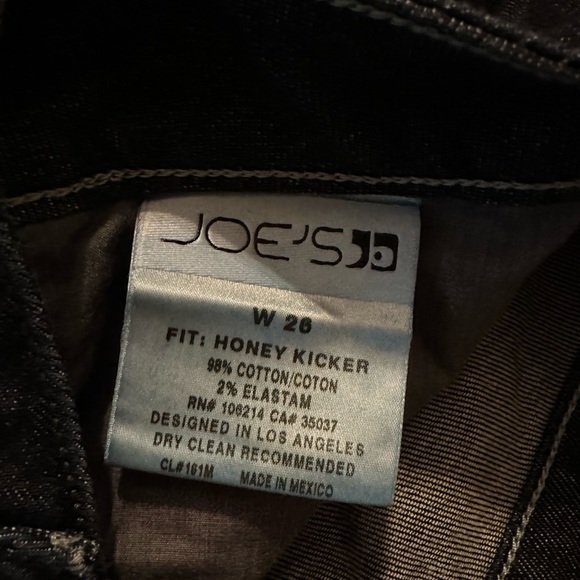 JOE'S
W 26
FIT: HONEY KICKER
98% COTTON/COTON
2% ELASTAM
RN# 106214 CA# 35037
DESIGNED IN LOS ANGELES
DRY CLEAN RECOMMENDED
CL#161M MADE IN MEXICO